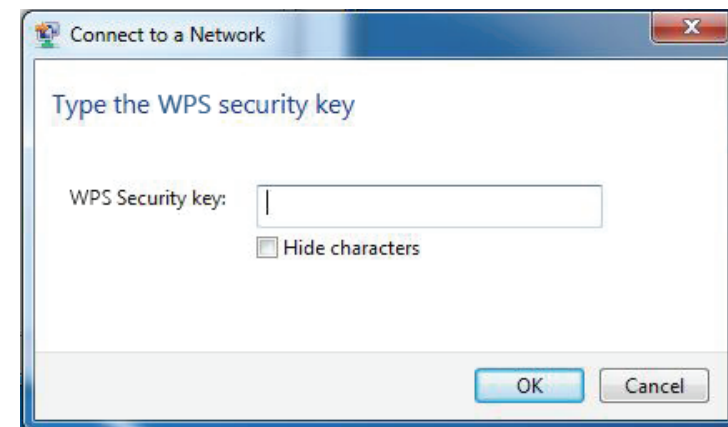 Connect to a Network
Type the WPS security key
WPS Security key:
Hide characters
OK Cancel